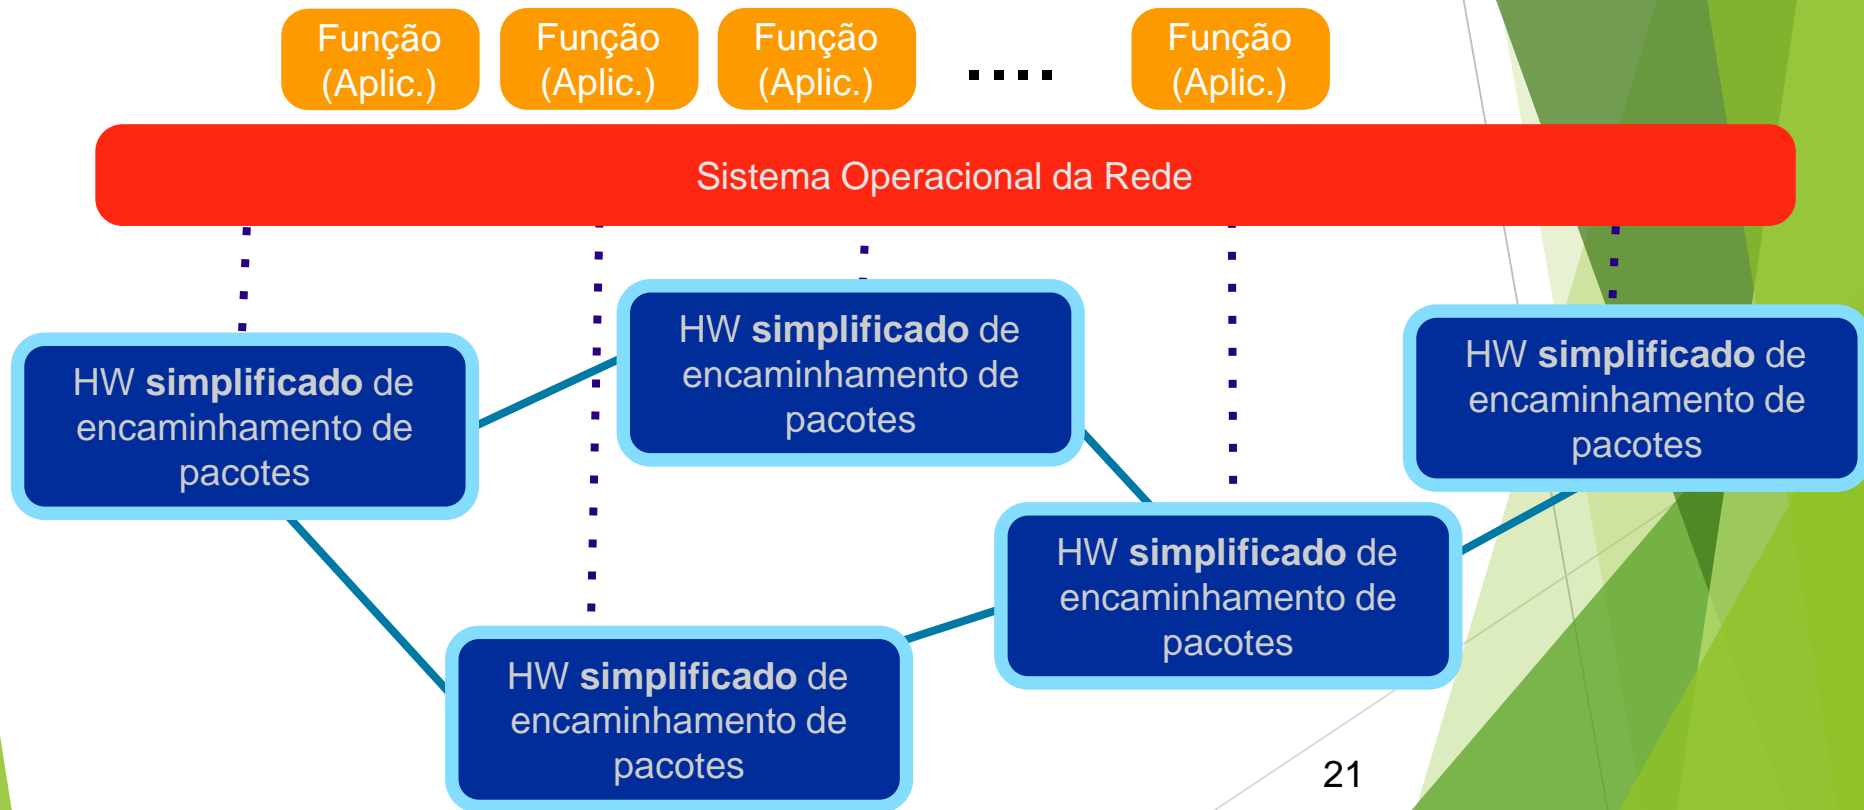 Função
(Aplic.)
Função
(Aplic.)
Função
(Aplic.)
....
Função
(Aplic.)
Sistema Operacional da Rede
HW simplificado de
encaminhamento de
pacotes
HW simplificado de
encaminhamento de
pacotes
HW simplificado de
encaminhamento de
pacotes
HW simplificado de
encaminhamento de
pacotes
HW simplificado de
encaminhamento de
pacotes
21